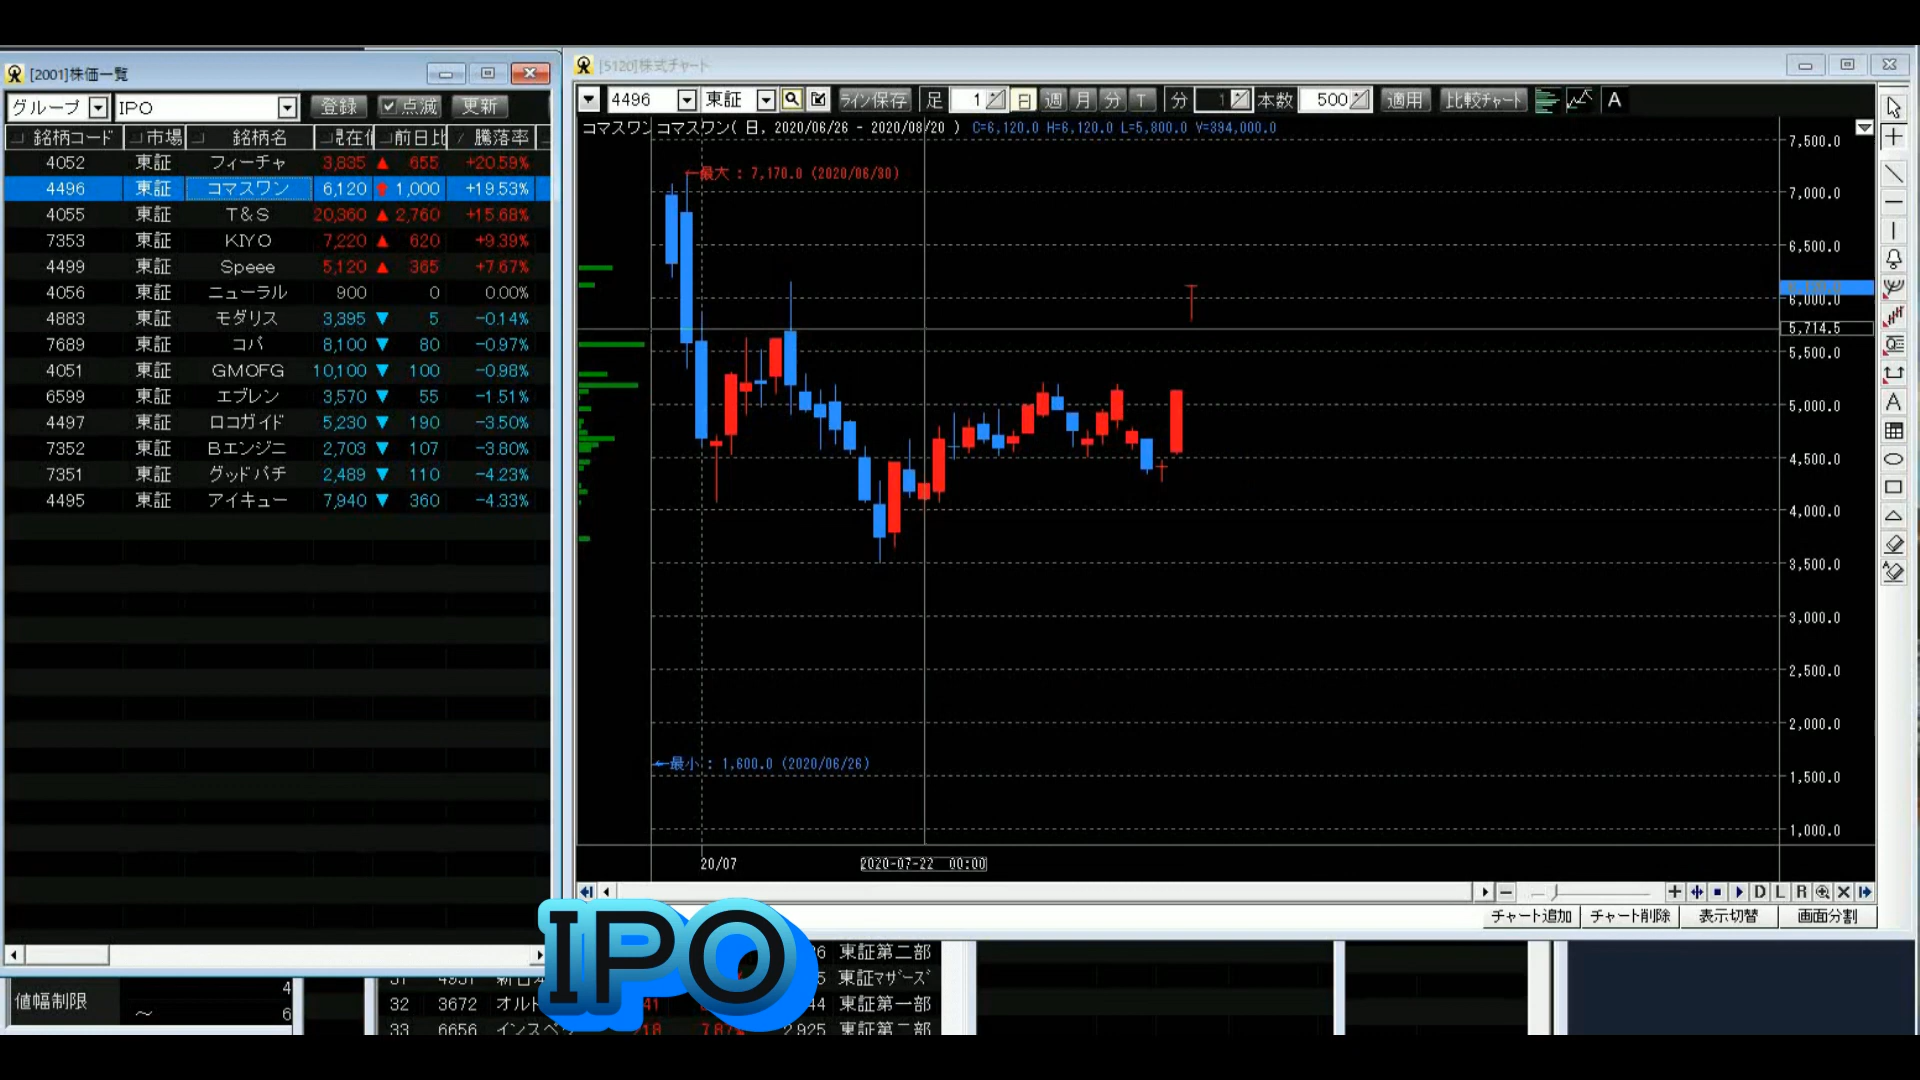 [2001]株価一覧
グループ IPO 登録 点滅 更新
銘柄コード 市場 銘柄名 現在値 前日比 騰落率
4052 東証 フィーチャ 3,835 ▲ 655 +20.59%
4496 東証 コマスワン 6,120 1,000 +19.53%
4055 東証 T&S 20,360 ▲ 2,760 +15.68%
7353 東証 KIYO 7,220 ▲ 620 +9.39%
4499 東証 Speee 5,120 ▲ 365 +7.67%
4056 東証 ニューラル 900 0 0.00%
4883 東証 モダリス 3,395 ▼ 5 -0.14%
7689 東証 コパ 8,100 ▼ 80 -0.97%
4051 東証 GMOFG 10,100 ▼ 100 -0.98%
6599 東証 エブレン 3,570 ▼ 55 -1.51%
4497 東証 ロコガイド 5,230 ▼ 190 -3.50%
7352 東証 Bエンジニ 2,703 ▼ 107 -3.80%
7351 東証 グッドパチ 2,489 ▼ 110 -4.23%
4495 東証 アイキュー 7,940 ▼ 360 -4.33%
[5120]株式チャート
4496 東証 ライン保存 足 1 日 週 月 分 T 分 1 本数 500 適用 比較チャート A
コマスワン コマスワン( 日, 2020/06/26 - 2020/08/20 ) C=6,120.0 H=6,120.0 L=5,800.0 V=394,000.0
←最大 : 7,170.0 (2020/06/30)
←最小 : 1,600.0 (2020/06/26)
7,500.0
7,000.0
6,500.0
6,000.0
5,714.5
5,500.0
5,000.0
4,500.0
4,000.0
3,500.0
3,000.0
2,500.0
2,000.0
1,500.0
1,000.0
20/07 2020-07-22 00:00
D L R
チャート追加 チャート削除 表示切替 画面分割
IPO
値幅制限 ～ 4
6
6 東証第二部
5 東証マザーズ
32 3672 オルト 41 44 東証第一部
33 6656 インスペ 218 7.87% 2,925 東証第二部